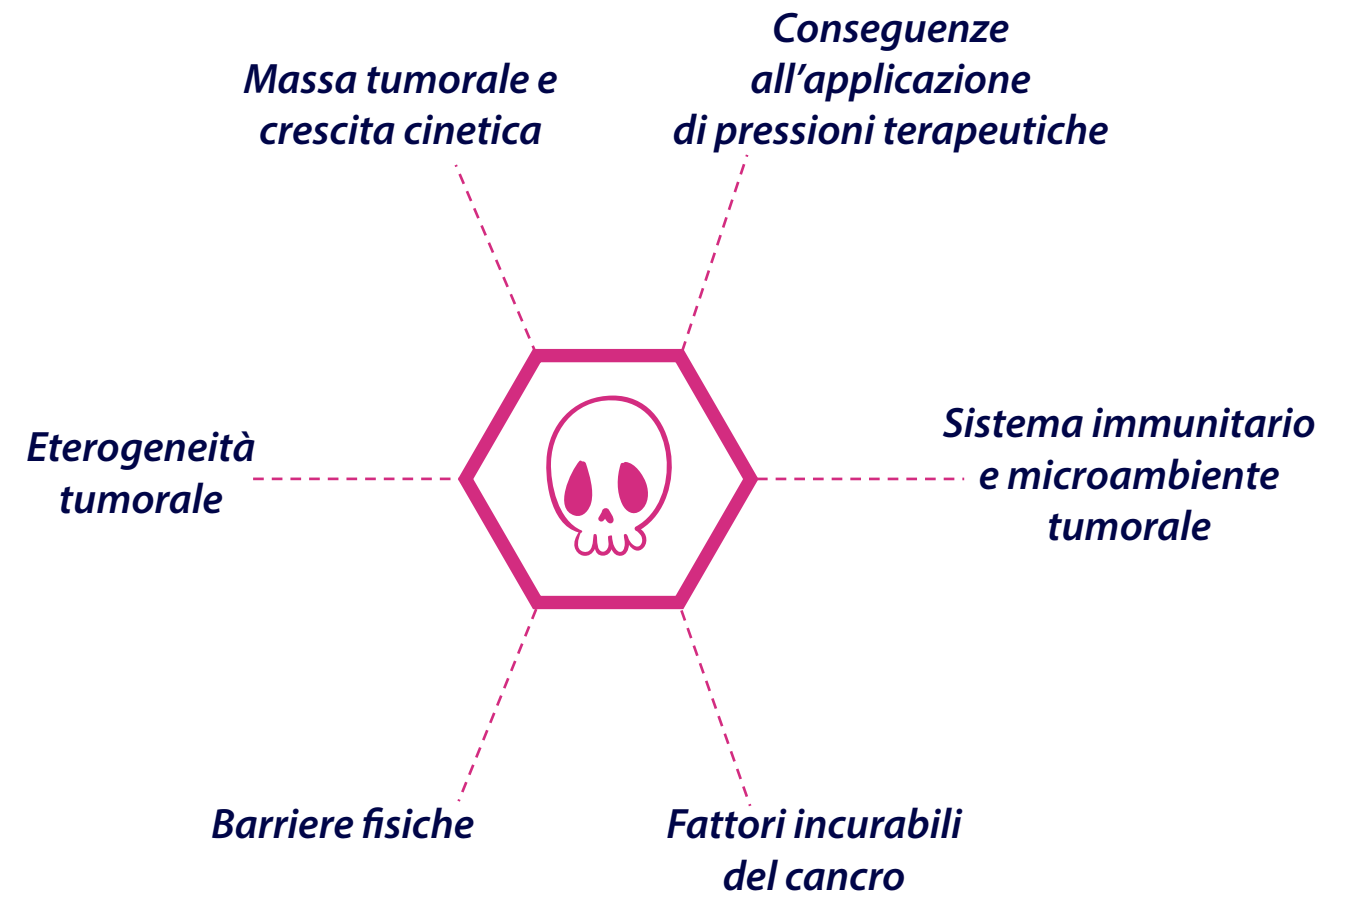 Massa tumorale e
crescita cinetica
Conseguenze
all’applicazione
di pressioni terapeutiche
Eterogeneità
tumorale
Sistema immunitario
e microambiente
tumorale
Barriere fisiche
Fattori incurabili
del cancro